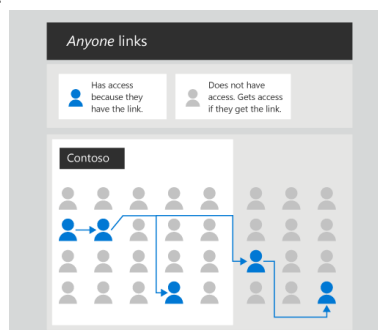 Anyone links
Has access
because they
have the link.
Does not have
access. Gets access
if they get the link.
Contoso